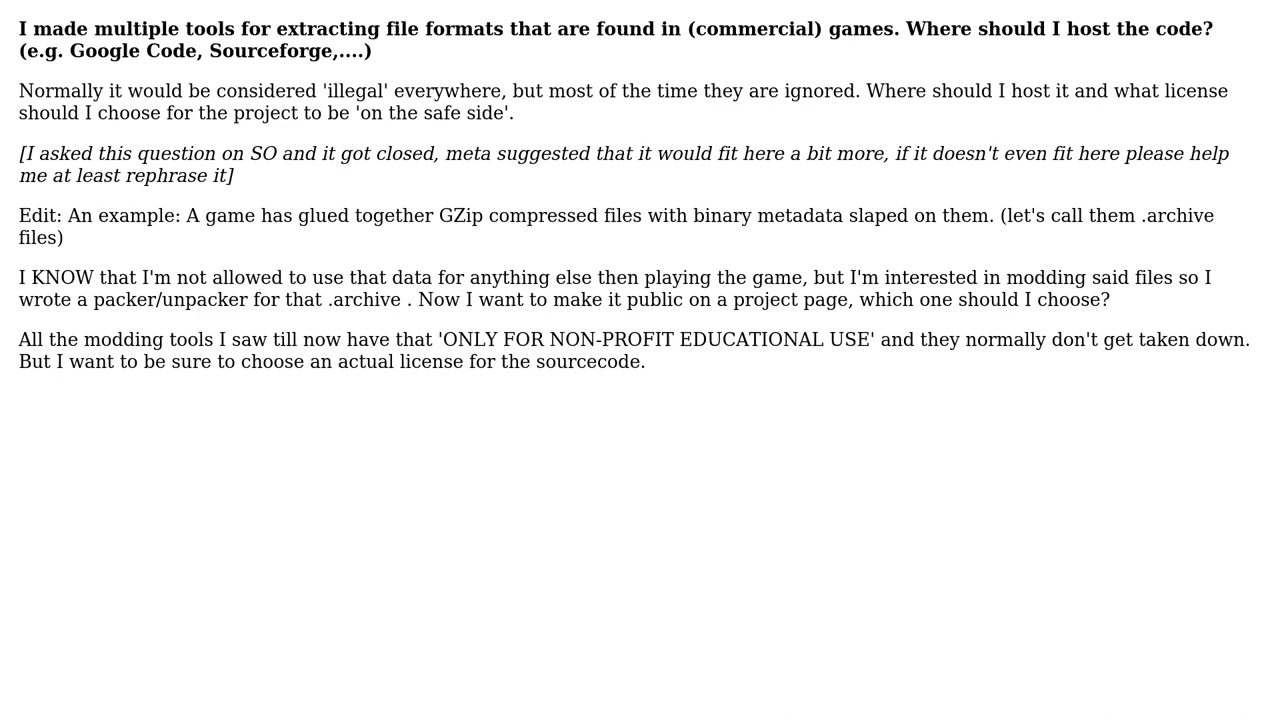 I made multiple tools for extracting file formats that are found in (commercial) games. Where should I host the code?
(e.g. Google Code, Sourceforge,....)
Normally it would be considered 'illegal' everywhere, but most of the time they are ignored. Where should I host it and what license
should I choose for the project to be 'on the safe side'.
[I asked this question on SO and it got closed, meta suggested that it would fit here a bit more, if it doesn't even fit here please help
me at least rephrase it]
Edit: An example: A game has glued together GZip compressed files with binary metadata slaped on them. (let's call them .archive
files)
I KNOW that I'm not allowed to use that data for anything else then playing the game, but I'm interested in modding said files so I
wrote a packer/unpacker for that .archive . Now I want to make it public on a project page, which one should I choose?
All the modding tools I saw till now have that 'ONLY FOR NON-PROFIT EDUCATIONAL USE' and they normally don't get taken down.
But I want to be sure to choose an actual license for the sourcecode.